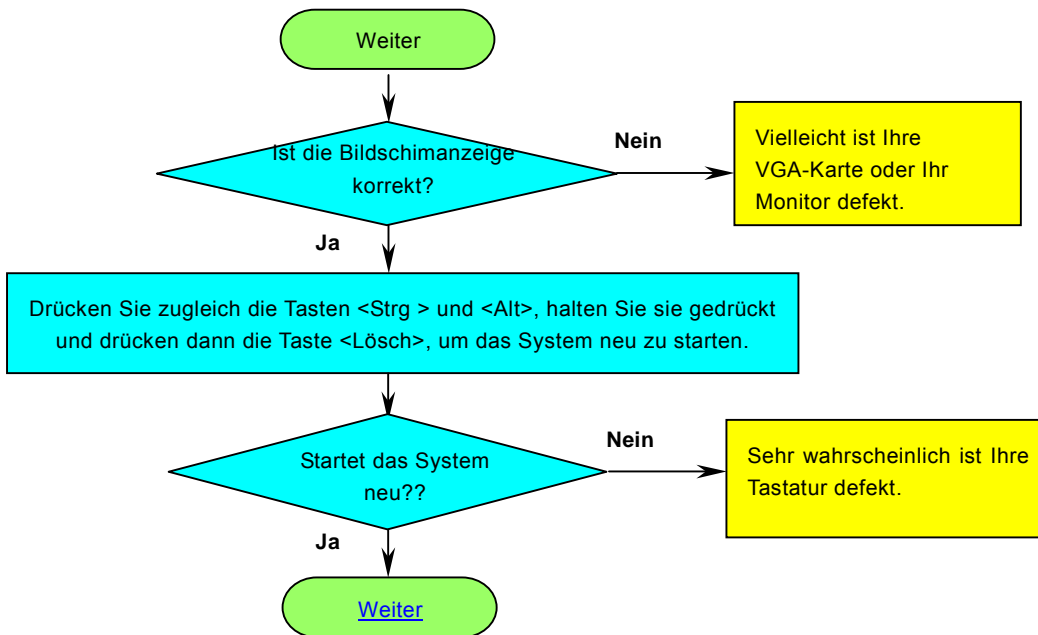 Weiter
Ist die Bildschimanzeige
korrekt?
Nein
Vielleicht ist Ihre
VGA-Karte oder Ihr
Monitor defekt.
Ja
Drücken Sie zugleich die Tasten <Strg > und <Alt>, halten Sie sie gedrückt
und drücken dann die Taste <Lösch>, um das System neu zu starten.
Startet das System
neu??
Nein
Sehr wahrscheinlich ist Ihre
Tastatur defekt.
Ja
Weiter